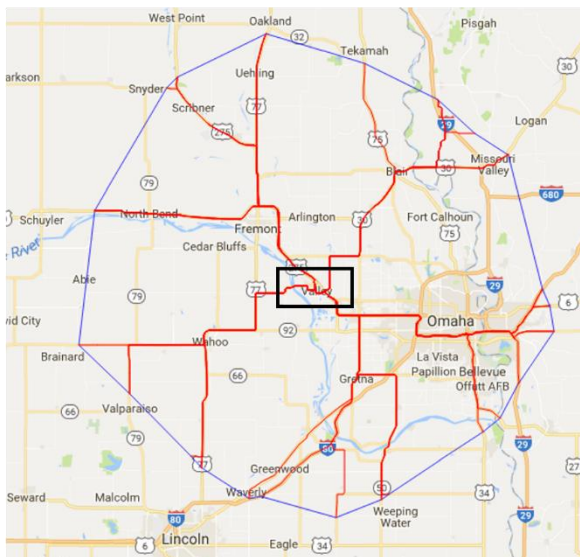 West Point
Oakland
Pisgah
32
Tekamah
arkson
30
Uehling
Snyder
77
Scribner
29
Logan
275
75
Missouri
Valley
30
Blair
79
680
Schuyler
North Bend
Arlington
30
Fort Calhoun
Fremont
75
River
Cedar Bluffs
29
Abie
77
Valley
79
6
vid City
Omaha
92
Brainard
Wahoo
La Vista
66
Gretna
Papillion Bellevue
Offutt AFB
Valparaiso
66
79
80
29
77
Greenwood
27
Seward
Malcolm
Waverly
50
34
Weeping
Water
80
29
6
Lincoln
Eagle
34